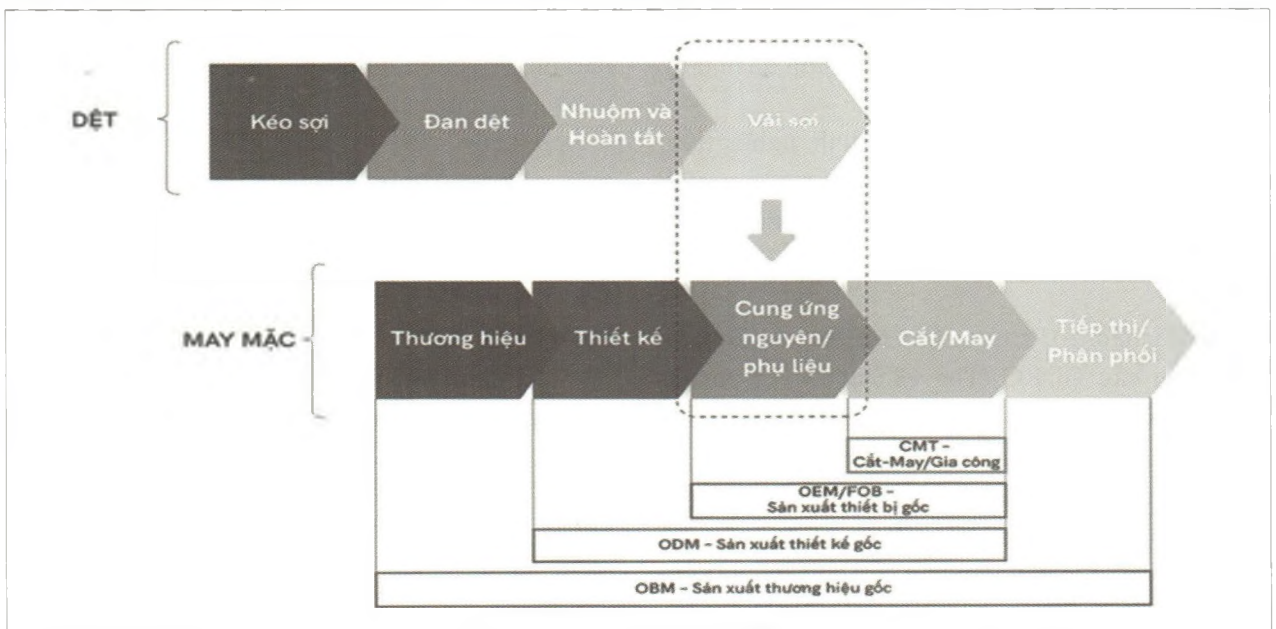 DỆT
Kéo sợi
Đan dệt
Nhuộm và
Hoàn tất
Vải sợi
MAY MẶC
Thương hiệu
Thiết kế
Cung ứng
nguyên/
phụ liệu
Cắt/May
Tiếp thị/
Phân phối
CMT –
Cắt-May/Gia công
OEM/FOB –
Sản xuất thiết bị gốc
ODM – Sản xuất thiết kế gốc
OBM – Sản xuất thương hiệu gốc